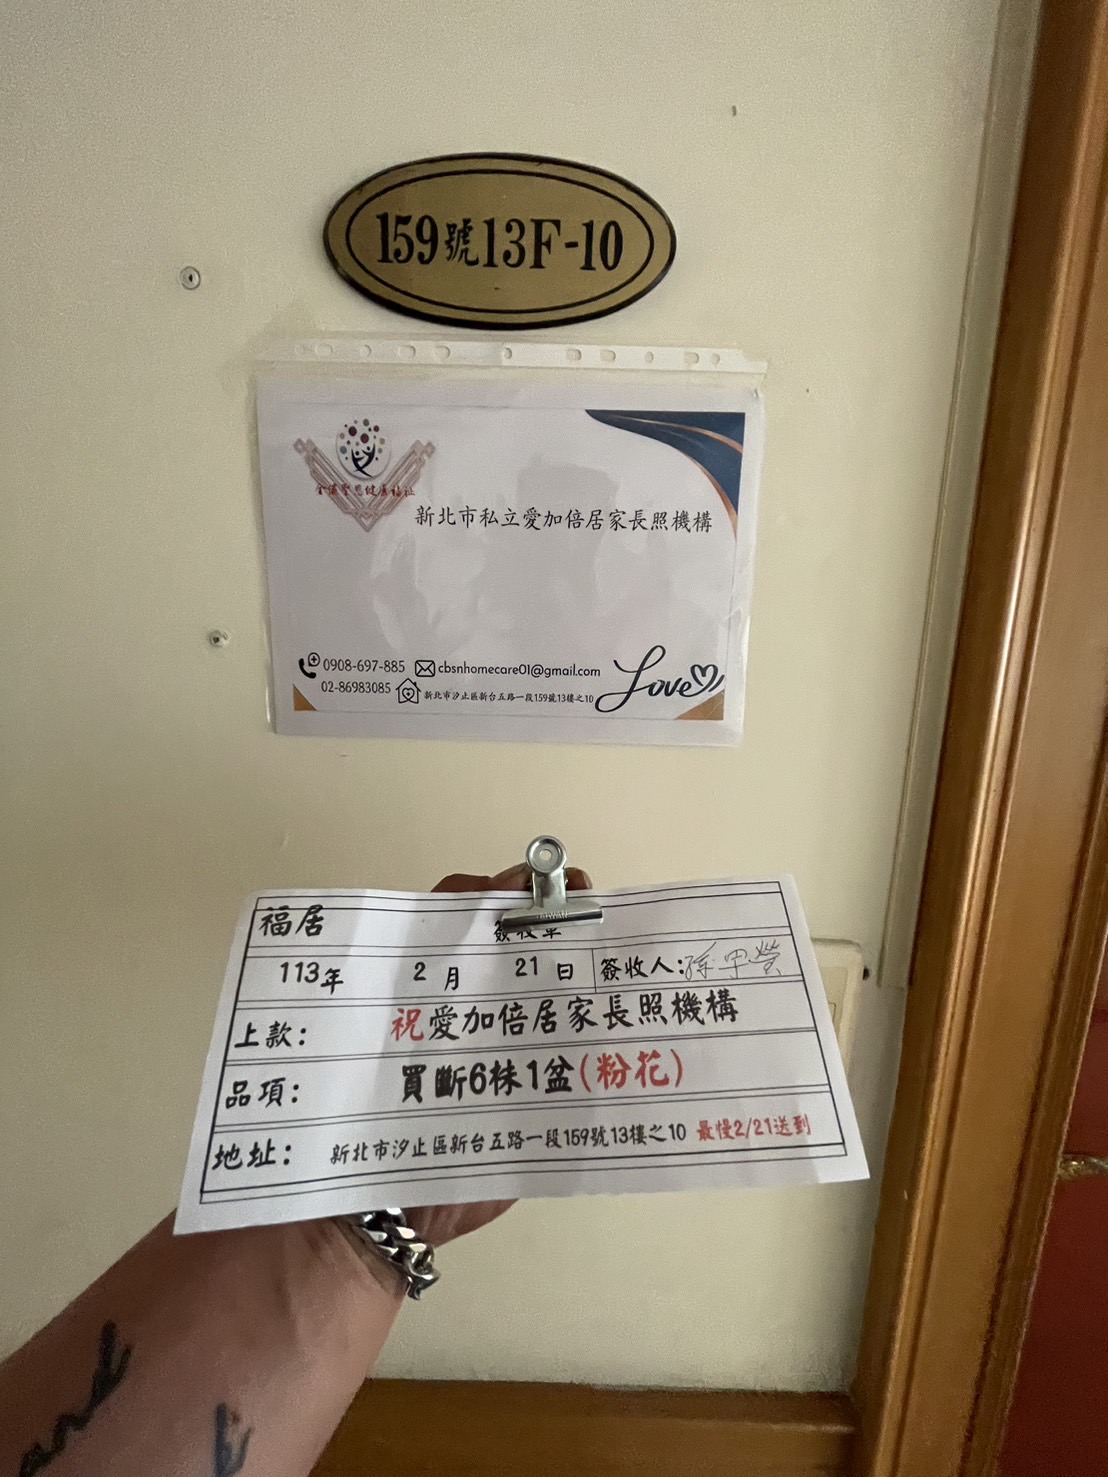 159號13F-10
新北市私立愛加倍居家長照機構
0908-697-885 cbsnhomecare01@gmail.com
02-86983085 新北市汐止區新台五路一段159號13樓之10
Love
福居
簽收單
113年 2月 21日 簽收人:
上款: 祝愛加倍居家長照機構
品項: 買斷6株1盆(粉花)
地址: 新北市汐止區新台五路一段159號13樓之10 最慢2/21送到